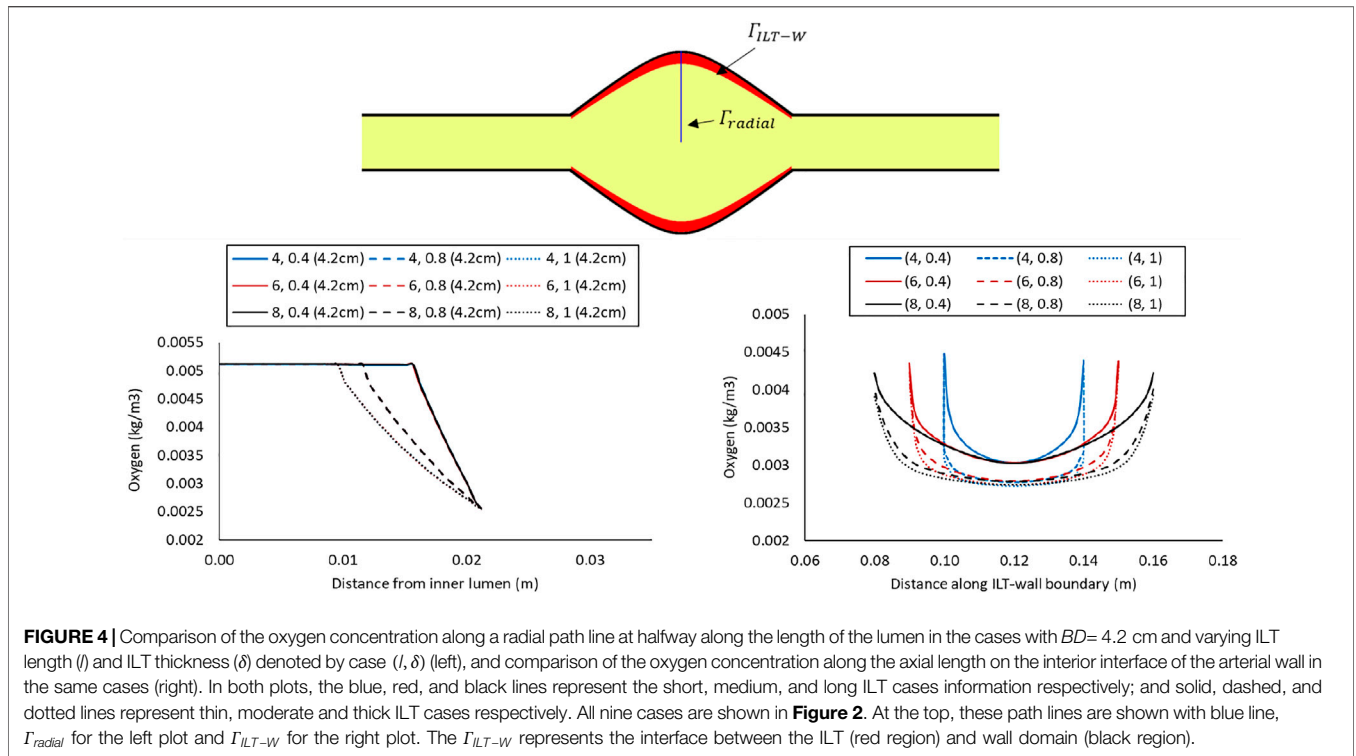 Γ_ILT−W
Γ_radial
4, 0.4 (4.2cm) 4, 0.8 (4.2cm) 4, 1 (4.2cm)
6, 0.4 (4.2cm) 6, 0.8 (4.2cm) 6, 1 (4.2cm)
8, 0.4 (4.2cm) 8, 0.8 (4.2cm) 8, 1 (4.2cm)
0.0055
0.005
0.0045
0.004
0.0035
0.003
0.0025
0.002
Oxygen (kg/m3)
0.00 0.01 0.02 0.03
Distance from inner lumen (m)
(4, 0.4) (4, 0.8) (4, 1)
(6, 0.4) (6, 0.8) (6, 1)
(8, 0.4) (8, 0.8) (8, 1)
0.005
0.0045
0.004
0.0035
0.003
0.0025
0.002
Oxygen (kg/m3)
0.06 0.08 0.10 0.12 0.14 0.16 0.18
Distance along ILT-wall boundary (m)
FIGURE 4 | Comparison of the oxygen concentration along a radial path line at halfway along the length of the lumen in the cases with BD= 4.2 cm and varying ILT
length (l) and ILT thickness (δ) denoted by case (l, δ) (left), and comparison of the oxygen concentration along the axial length on the interior interface of the arterial wall in
the same cases (right). In both plots, the blue, red, and black lines represent the short, medium, and long ILT cases information respectively; and solid, dashed, and
dotted lines represent thin, moderate and thick ILT cases respectively. All nine cases are shown in Figure 2. At the top, these path lines are shown with blue line,
Γ_radial for the left plot and Γ_ILT−W for the right plot. The Γ_ILT−W represents the interface between the ILT (red region) and wall domain (black region).